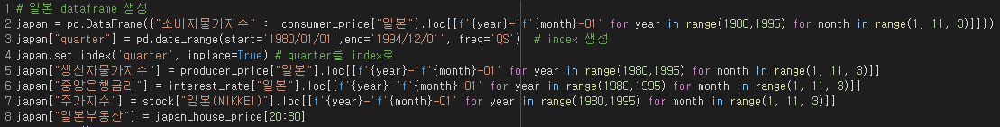 1 # 일본 dataframe 생성
2 japan = pd.DataFrame({"소비자물가지수" : consumer_price["일본"].loc[[f'{year}-'f'{month}-01' for year in range(1980,1995) for month in range(1, 11, 3)]]})
3 japan["quarter"] = pd.date_range(start='1980/01/01',end='1994/12/01', freq='QS')  # index 생성
4 japan.set_index('quarter', inplace=True) # quarter를 index로
5 japan["생산자물가지수"] = producer_price["일본"].loc[[f'{year}-'f'{month}-01' for year in range(1980,1995) for month in range(1, 11, 3)]]
6 japan["중앙은행금리"] = interest_rate["일본"].loc[[f'{year}-'f'{month}-01' for year in range(1980,1995) for month in range(1, 11, 3)]]
7 japan["주가지수"] = stock["일본(NIKKEI)"].loc[[f'{year}-'f'{month}-01' for year in range(1980,1995) for month in range(1, 11, 3)]]
8 japan["일본부동산"] = japan_house_price[20:80]